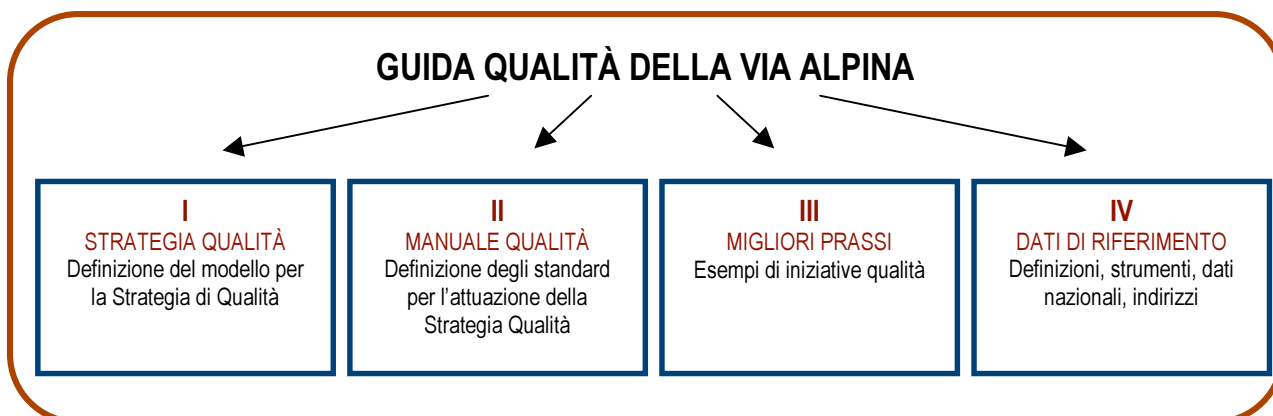 GUIDA QUALITÀ DELLA VIA ALPINA
I
STRATEGIA QUALITÀ
Definizione del modello per
la Strategia di Qualità
II
MANUALE QUALITÀ
Definizione degli standard
per l'attuazione della
Strategia Qualità
III
MIGLIORI PRASSI
Esempi di iniziative qualità
IV
DATI DI RIFERIMENTO
Definizioni, strumenti, dati
nazionali, indirizzi